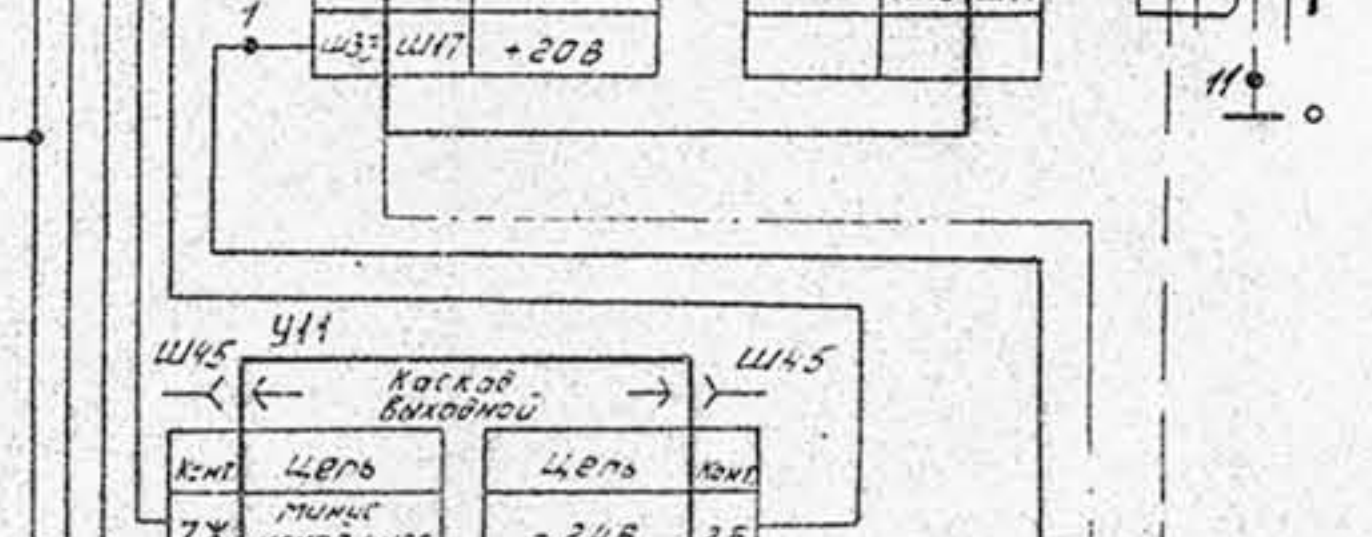 1
Ш33 Ш17 +20В
11
У11
Ш45 Ш45
Каскад
выходной
Конт. Цепь Цепь Конт.
минус